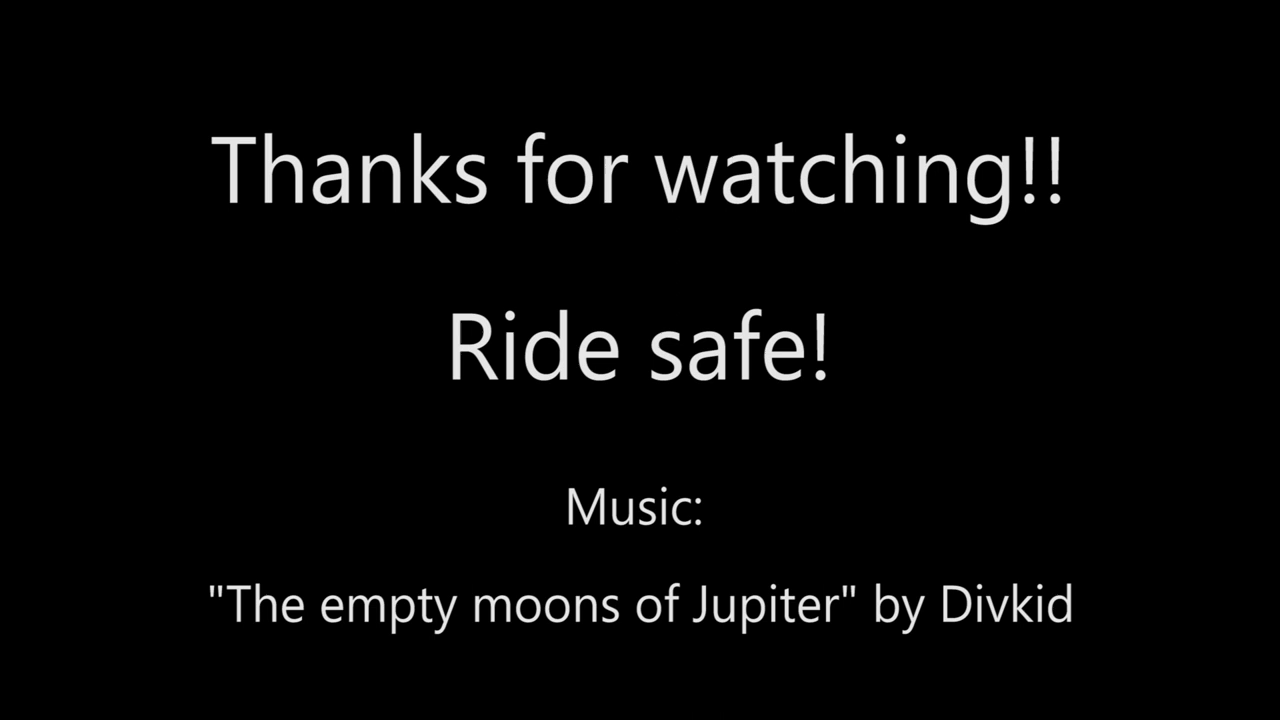 Thanks for watching!!
Ride safe!
Music:
"The empty moons of Jupiter" by Divkid